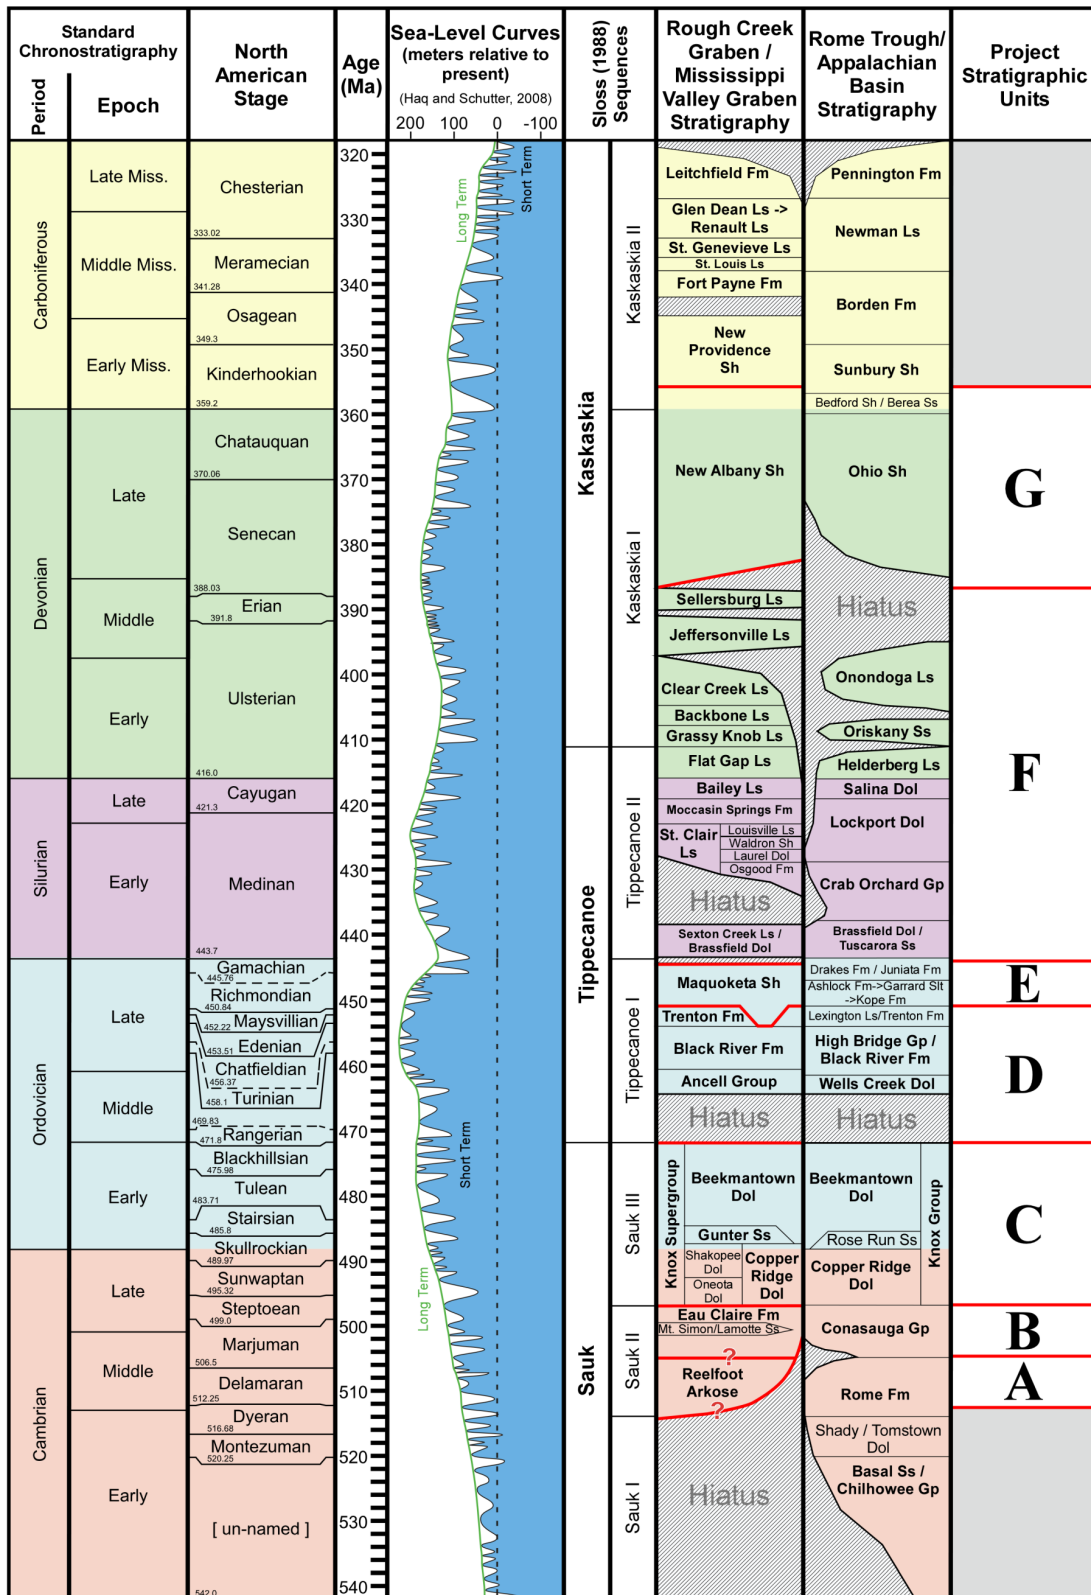 Standard
Chronostratigraphy
Period
Epoch
North
American
Stage
Age
(Ma)
Sea-Level Curves
(meters relative to
present)
(Haq and Schutter, 2008)
200 100 0 -100
Sloss (1988)
Sequences
Rough Creek
Graben /
Mississippi
Valley Graben
Stratigraphy
Rome Trough/
Appalachian
Basin
Stratigraphy
Project
Stratigraphic
Units
Carboniferous
Devonian
Silurian
Ordovician
Cambrian
Late Miss.
Middle Miss.
Early Miss.
Late
Middle
Early
Late
Early
Late
Middle
Early
Late
Middle
Early
Chesterian
333.02
Meramecian
341.28
Osagean
349.3
Kinderhookian
359.2
Chatauquan
370.06
Senecan
388.03
Erian
391.8
Ulsterian
416.0
Cayugan
421.3
Medinan
443.7
Gamachian
445.76
Richmondian
450.84
Maysvillian
452.22
Edenian
453.51
Chatfieldian
456.37
Turinian
458.1
469.83
Rangerian
471.8
Blackhillsian
475.98
Tulean
483.71
Stairsian
485.8
Skullrockian
489.97
Sunwaptan
495.32
Steptoean
499.0
Marjuman
506.5
Delamaran
512.25
Dyeran
516.68
Montezuman
520.25
[ un-named ]
542.0
320
330
340
350
360
370
380
390
400
410
420
430
440
450
460
470
480
490
500
510
520
530
540
Long Term
Short Term
Short Term
Long Term
Kaskaskia
Tippecanoe
Sauk
Kaskaskia II
Kaskaskia I
Tippecanoe II
Tippecanoe I
Sauk III
Sauk II
Sauk I
Leitchfield Fm
Glen Dean Ls ->
Renault Ls
St. Genevieve Ls
St. Louis Ls
Fort Payne Fm
New
Providence
Sh
New Albany Sh
Sellersburg Ls
Jeffersonville Ls
Clear Creek Ls
Backbone Ls
Grassy Knob Ls
Flat Gap Ls
Bailey Ls
Moccasin Springs Fm
St. Clair
Ls
Louisville Ls
Waldron Sh
Laurel Dol
Osgood Fm
Hiatus
Sexton Creek Ls /
Brassfield Dol
Maquoketa Sh
Trenton Fm
Black River Fm
Ancell Group
Hiatus
Knox Supergroup
Beekmantown
Dol
Gunter Ss
Shakopee
Dol
Oneota
Dol
Copper
Ridge
Dol
Eau Claire Fm
Mt. Simon/Lamotte Ss
?
Reelfoot
Arkose
?
Hiatus
Pennington Fm
Newman Ls
Borden Fm
Sunbury Sh
Bedford Sh / Berea Ss
Ohio Sh
Hiatus
Onondoga Ls
Oriskany Ss
Helderberg Ls
Salina Dol
Lockport Dol
Crab Orchard Gp
Brassfield Dol /
Tuscarora Ss
Drakes Fm / Juniata Fm
Ashlock Fm->Garrard Slt
->Kope Fm
Lexington Ls/Trenton Fm
High Bridge Gp /
Black River Fm
Wells Creek Dol
Hiatus
Beekmantown
Dol
Rose Run Ss
Copper Ridge
Dol
Knox Group
Conasauga Gp
Rome Fm
Shady / Tomstown
Dol
Basal Ss /
Chilhowee Gp
G
F
E
D
C
B
A